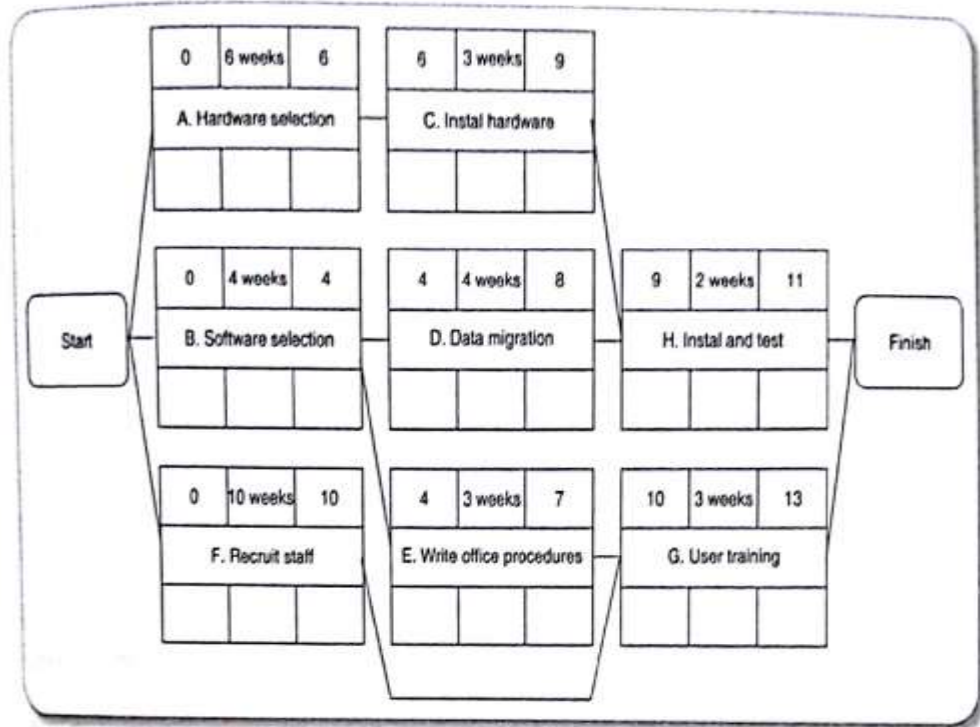 0 6 weeks 6
A. Hardware selection
6 3 weeks 9
C. Instal hardware
Start
0 4 weeks 4
B. Software selection
4 4 weeks 8
D. Data migration
9 2 weeks 11
H. Instal and test
Finish
0 10 weeks 10
F. Recruit staff
4 3 weeks 7
E. Write office procedures
10 3 weeks 13
G. User training